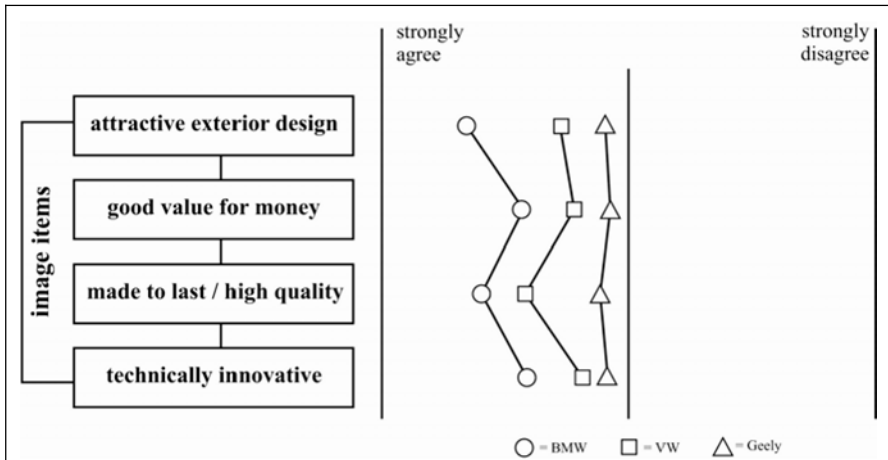 strongly
agree
strongly
disagree
attractive exterior design
good value for money
made to last / high quality
technically innovative
image items
= BMW
= VW
= Geely